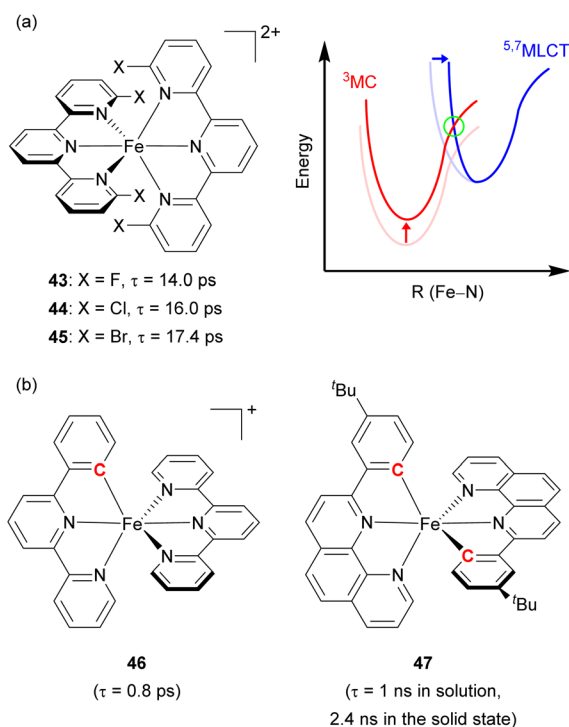 (a)
2+
X
X
N
N
N
N
Fe
N
N
X
X
43: X = F, τ = 14.0 ps
44: X = Cl, τ = 16.0 ps
45: X = Br, τ = 17.4 ps
³MC
⁵,⁷MLCT
Energy
R (Fe–N)
(b)
+
C
N
N
Fe
N
N
N
46
(τ = 0.8 ps)
ᵗBu
C
N
N
Fe
N
N
C
ᵗBu
47
(τ = 1 ns in solution,
2.4 ns in the solid state)